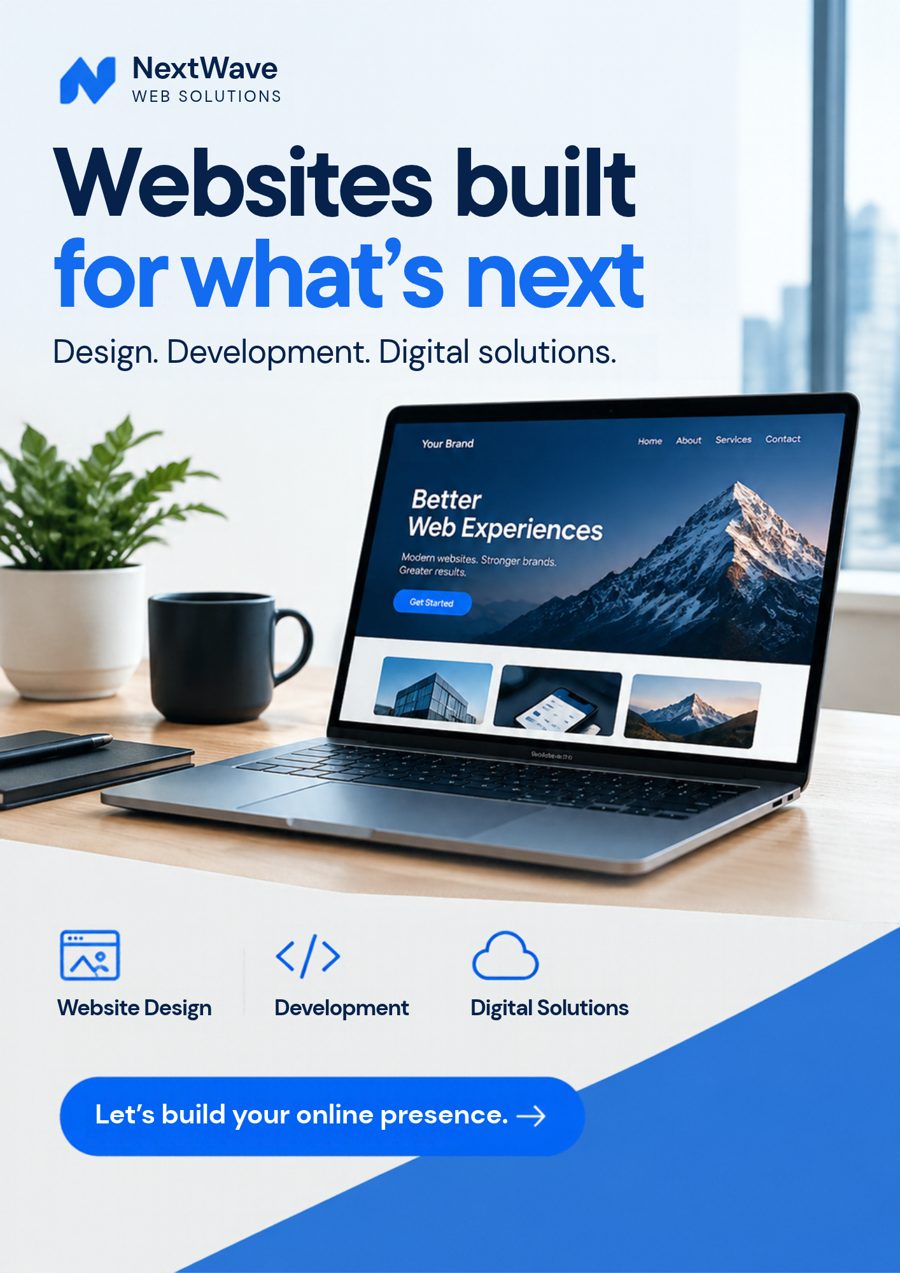 NextWave
WEB SOLUTIONS
Websites built
for what's next
Design. Development. Digital solutions.
Your Brand
Home About Services Contact
Better
Web Experiences
Modern websites. Stronger brands.
Greater results.
Get Started
Website Design
Development
Digital Solutions
Let's build your online presence.